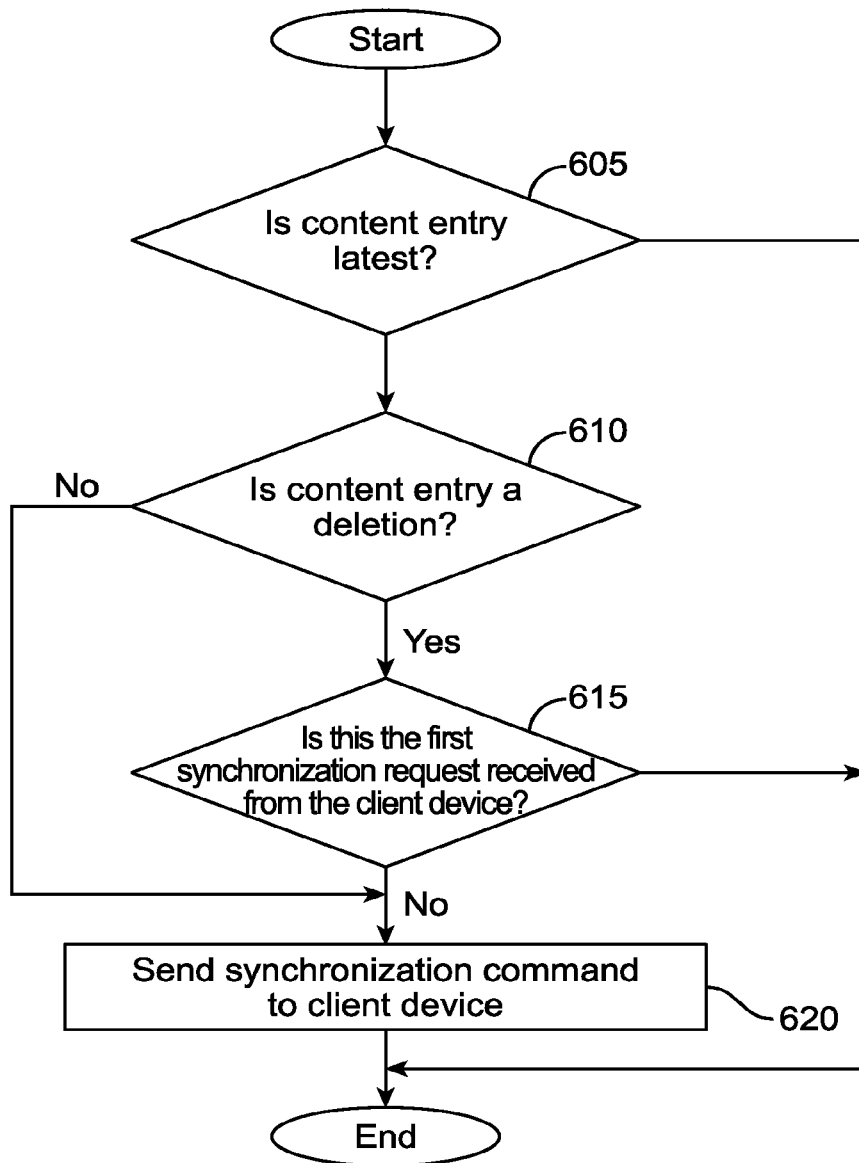 Start
605
Is content entry
latest?
610
No
Is content entry a
deletion?
Yes
615
Is this the first
synchronization request received
from the client device?
No
Send synchronization command
to client device
620
End